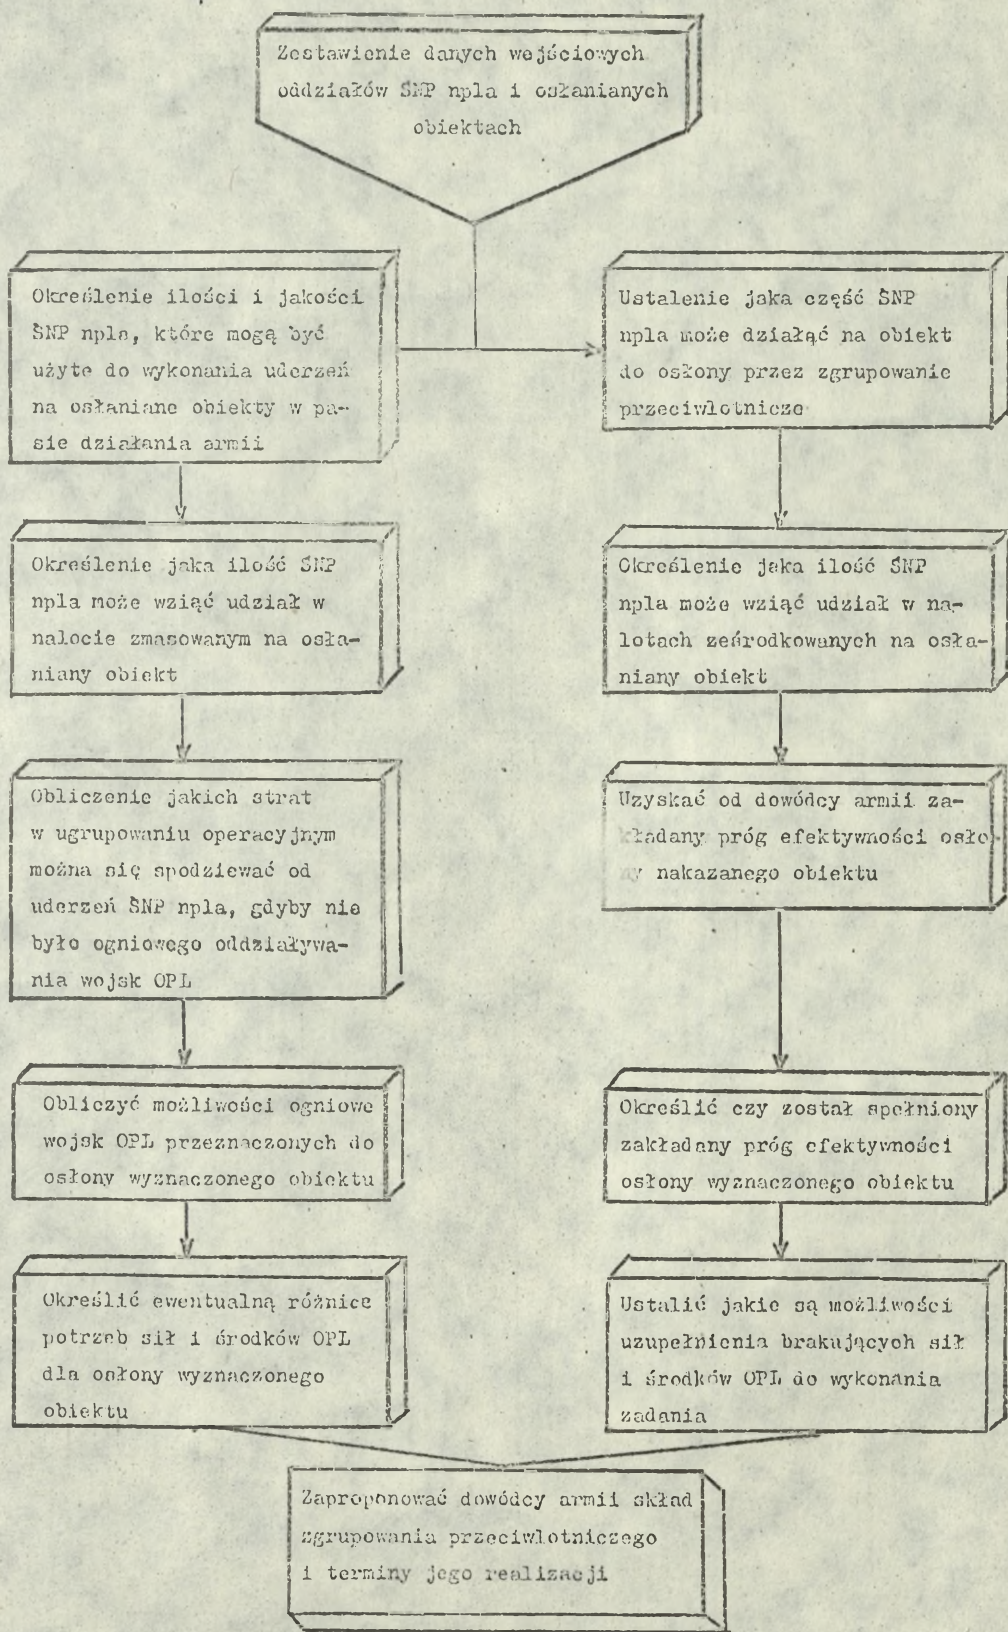 Zestawienie danych wejściowych
oddziałów ŚNP npla i osłanianych
obiektach
Określenie ilości i jakości
ŚNP npla, które mogą być
użyte do wykonania uderzeń
na osłaniane obiekty w pa-
sie działania armii
Ustalenie jaka część ŚNP
npla może działąć na obiekt
do osłony przez zgrupowanie
przeciwlotnicze
Określenie jaka ilość ŚNP
npla może wziąć udział w
nalocie zmasowanym na osła-
niany obiekt
Określenie jaka ilość ŚNP
npla może wziąć udział w na-
lotach ześrodkowanych na osła-
niany obiekt
Obliczenie jakich strat
w ugrupowaniu operacyjnym
można się spodziewać od
uderzeń ŚNP npla, gdyby nie
było ogniowego oddziaływa-
nia wojsk OPL
Uzyskać od dowódcy armii za-
kładany próg efektywności osło-
ny nakazanego obiektu
Obliczyć możliwości ogniowe
wojsk OPL przeznaczonych do
osłony wyznaczonego obiektu
Określić czy został spełniony
zakładany próg efektywności
osłony wyznaczonego obiektu
Określić ewentualną różnice
potrzeb sił i środków OPL
dla osłony wyznaczonego
obiektu
Ustalić jakie są możliwości
uzupełnienia brakujących sił
i środków OPL do wykonania
zadania
Zaproponować dowódcy armii skład
zgrupowania przeciwlotniczego
i terminy jego realizacji